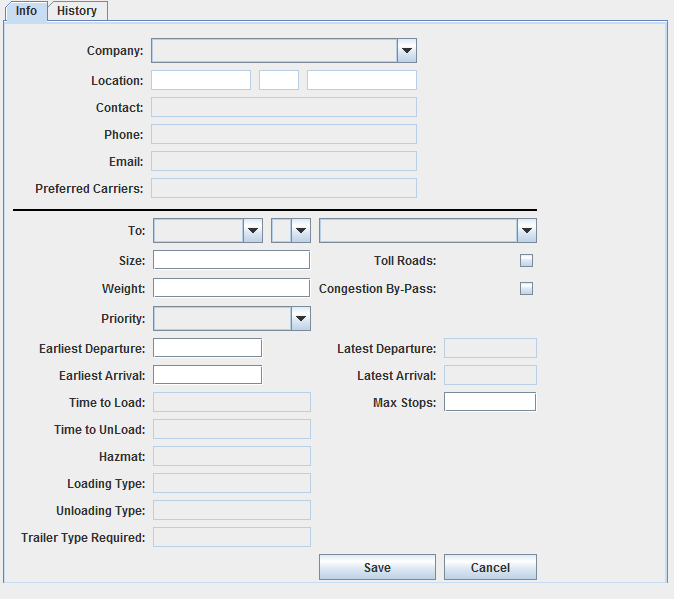 Info History
Company:
Location:
Contact:
Phone:
Email:
Preferred Carriers:
To:
Size: Toll Roads:
Weight: Congestion By-Pass:
Priority:
Earliest Departure: Latest Departure:
Earliest Arrival: Latest Arrival:
Time to Load: Max Stops:
Time to UnLoad:
Hazmat:
Loading Type:
Unloading Type:
Trailer Type Required:
Save Cancel